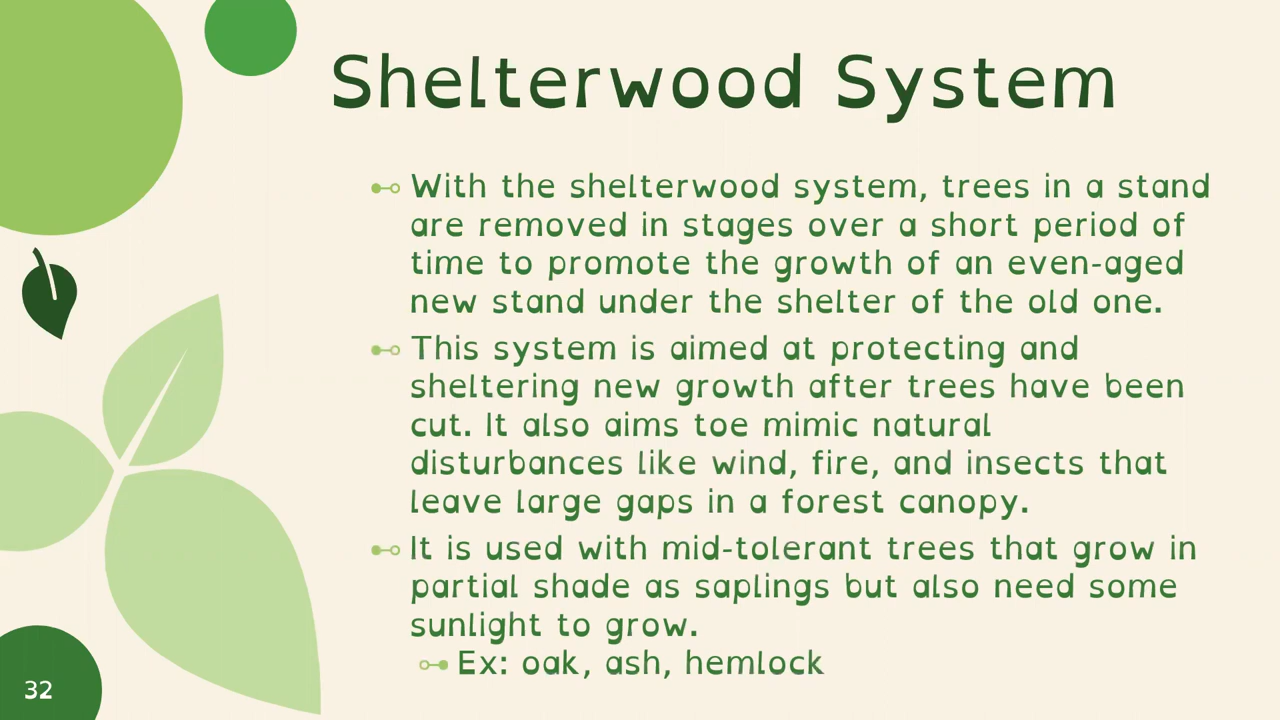 Shelterwood System
With the shelterwood system, trees in a stand
are removed in stages over a short period of
time to promote the growth of an even-aged
new stand under the shelter of the old one.
This system is aimed at protecting and
sheltering new growth after trees have been
cut. It also aims toe mimic natural
disturbances like wind, fire, and insects that
leave large gaps in a forest canopy.
It is used with mid-tolerant trees that grow in
partial shade as saplings but also need some
sunlight to grow.
Ex: oak, ash, hemlock
32